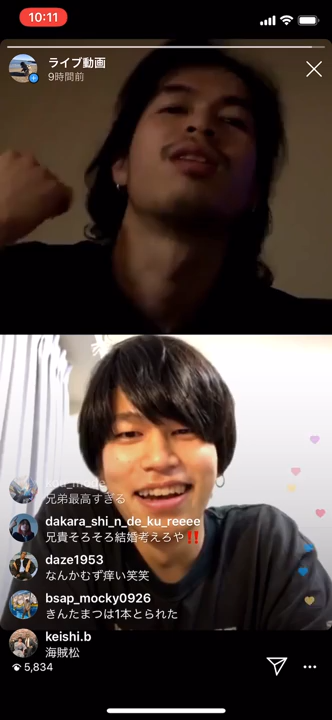 10:11
ライブ動画
9時間前
兄弟最高すぎる
dakara_shi_n_de_ku_reeee
兄貴そろそろ結婚考えろや‼️
daze1953
なんかむず痒い笑笑
bsap_mocky0926
きんたまつは1本とられた
keishi.b
海賊松
5,834